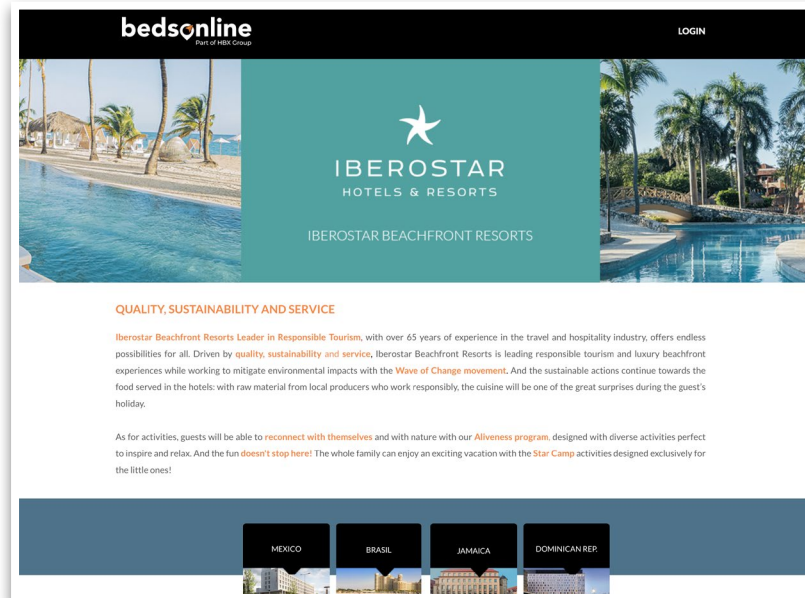 bedsonline
Part of HBX Group
LOGIN
IBEROSTAR
HOTELS & RESORTS
IBEROSTAR BEACHFRONT RESORTS
QUALITY, SUSTAINABILITY AND SERVICE
Iberostar Beachfront Resorts Leader in Responsible Tourism, with over 65 years of experience in the travel and hospitality industry, offers endless
possibilities for all. Driven by quality, sustainability and service, Iberostar Beachfront Resorts is leading responsible tourism and luxury beachfront
experiences while working to mitigate environmental impacts with the Wave of Change movement. And the sustainable actions continue towards the
food served in the hotels: with raw material from local producers who work responsibly, the cuisine will be one of the great surprises during the guest's
holiday.
As for activities, guests will be able to reconnect with themselves and with nature with our Aliveness program, designed with diverse activities perfect
to inspire and relax. And the fun doesn't stop here! The whole family can enjoy an exciting vacation with the Star Camp activities designed exclusively for
the little ones!
MEXICO
BRASIL
JAMAICA
DOMINICAN REP.